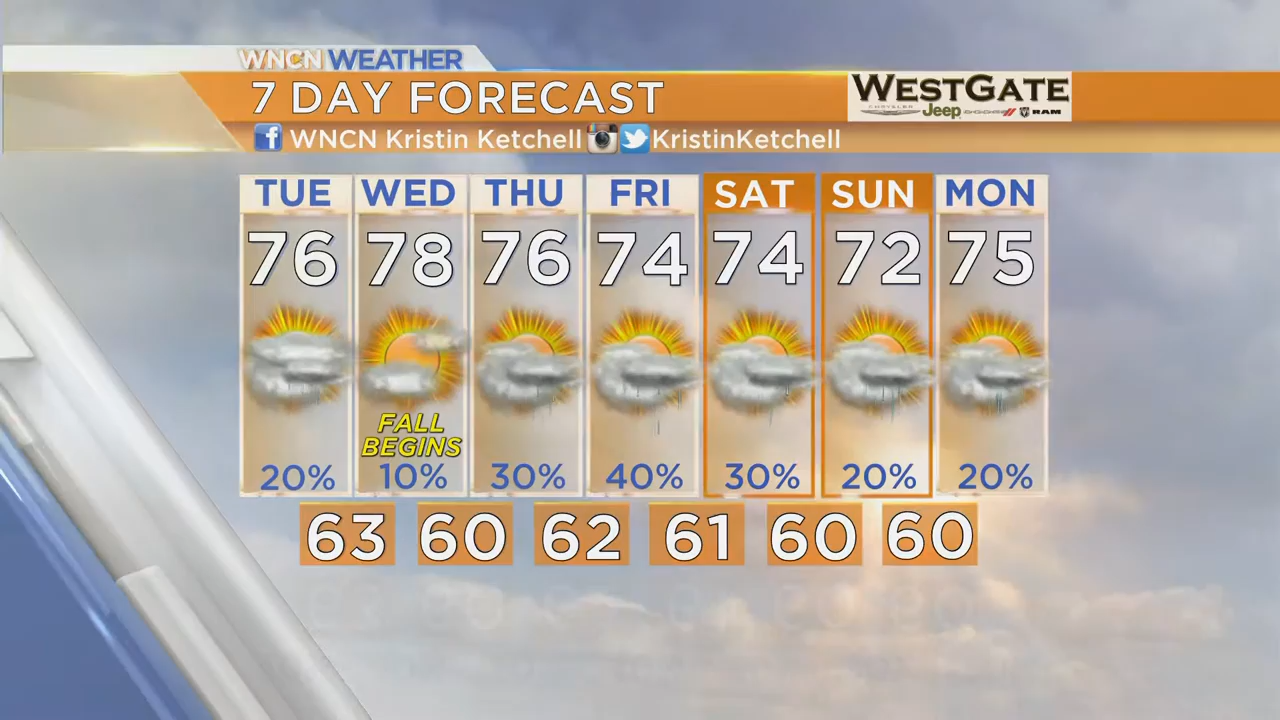 WNCN WEATHER
7 DAY FORECAST
WESTGATE
CHRYSLER Jeep DODGE RAM
f WNCN Kristin Ketchell KristinKetchell
TUE WED THU FRI SAT SUN MON
76 78 76 74 74 72 75
FALL
BEGINS
20% 10% 30% 40% 30% 20% 20%
63 60 62 61 60 60